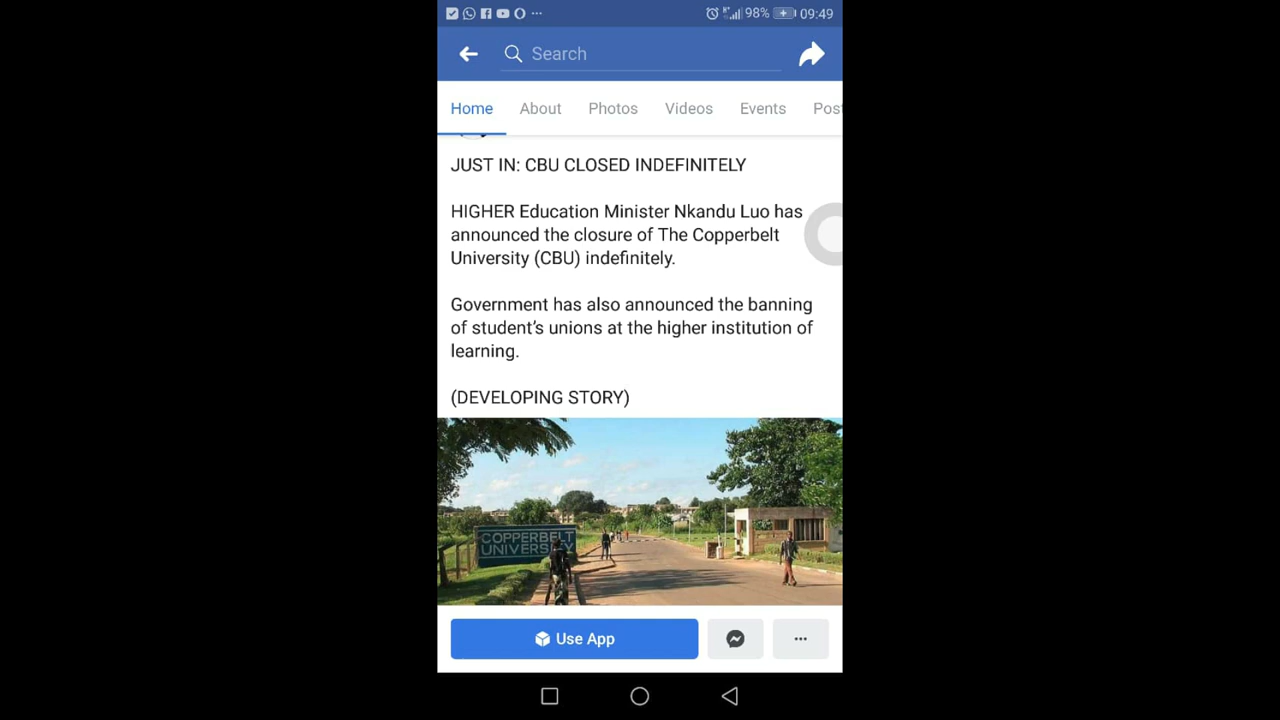 98% 09:49
Search
Home About Photos Videos Events Post
JUST IN: CBU CLOSED INDEFINITELY
HIGHER Education Minister Nkandu Luo has
announced the closure of The Copperbelt
University (CBU) indefinitely.
Government has also announced the banning
of student's unions at the higher institution of
learning.
(DEVELOPING STORY)
COPPERBELT
UNIVERSITY
Use App